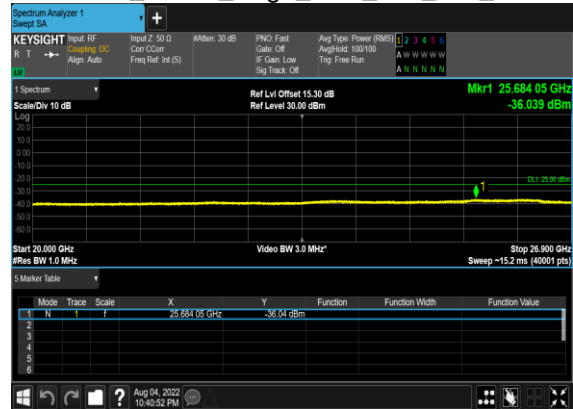 Spectrum Analyzer 1
Swept SA
+
KEYSIGHT Input: RF Input Z: 50 Ω #Atten: 30 dB PNO: Fast Avg Type: Power (RMS) 1 2 3 4 5 6
R T Coupling: DC Corr CCorr Gate: Off Avg|Hold: 100/100 A W W W W W
Align: Auto Freq Ref: Int (S) IF Gain: Low Trig: Free Run
Sig Track: Off A N N N N N
LW
1 Spectrum Ref Lvl Offset 15.30 dB Mkr1 25.684 05 GHz
Scale/Div 10 dB Ref Level 30.00 dBm -36.039 dBm
Log
20.0
10.0
0.00
-10.0
-20.0
DL1 -25.00 dBm
-30.0
1
-40.0
-50.0
-60.0
Start 20.000 GHz Video BW 3.0 MHz* Stop 26.900 GHz
#Res BW 1.0 MHz Sweep ~15.2 ms (40001 pts)
5 Marker Table
Mode Trace Scale X Y Function Function Width Function Value
1 N 1 f 25.684 05 GHz -36.04 dBm
2
3
4
5
6
? Aug 04, 2022
10:40:52 PM